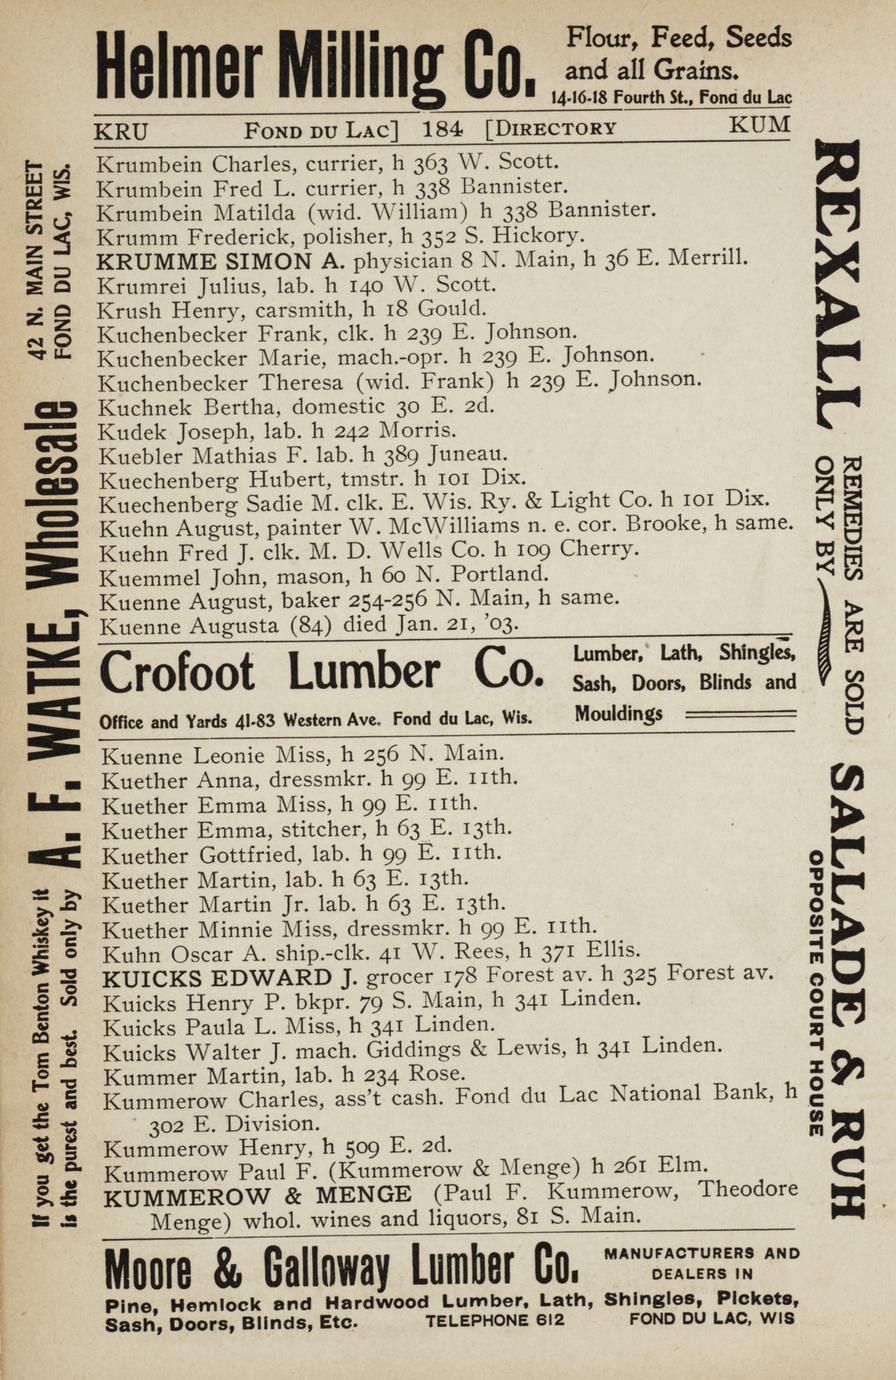 Helmer Milling Co.
Flour, Feed, Seeds
and all Grains.
14-16-18 Fourth St., Fond du Lac
KRU FOND DU LAC] 184 [DIRECTORY KUM
Krumbein Charles, currier, h 363 W. Scott.
Krumbein Fred L. currier, h 338 Bannister.
Krumbein Matilda (wid. William) h 338 Bannister.
Krumm Frederick, polisher, h 352 S. Hickory.
KRUMME SIMON A. physician 8 N. Main, h 36 E. Merrill.
Krumrei Julius, lab. h 140 W. Scott.
Krush Henry, carsmith, h 18 Gould.
Kuchenbecker Frank, clk. h 239 E. Johnson.
Kuchenbecker Marie, mach.-opr. h 239 E. Johnson.
Kuchenbecker Theresa (wid. Frank) h 239 E. Johnson.
Kuchnek Bertha, domestic 30 E. 2d.
Kudek Joseph, lab. h 242 Morris.
Kuebler Mathias F. lab. h 389 Juneau.
Kuechenberg Hubert, tmstr. h 101 Dix.
Kuechenberg Sadie M. clk. E. Wis. Ry. & Light Co. h 101 Dix.
Kuehn August, painter W. McWilliams n. e. cor. Brooke, h same.
Kuehn Fred J. clk. M. D. Wells Co. h 109 Cherry.
Kuemmel John, mason, h 60 N. Portland.
Kuenne August, baker 254-256 N. Main, h same.
Kuenne Augusta (84) died Jan. 21, '03.
Crofoot Lumber Co.
Office and Yards 41-83 Western Ave. Fond du Lac, Wis.
Lumber, Lath, Shingles,
Sash, Doors, Blinds and
Mouldings
Kuenne Leonie Miss, h 256 N. Main.
Kuether Anna, dressmkr. h 99 E. 11th.
Kuether Emma Miss, h 99 E. 11th.
Kuether Emma, stitcher, h 63 E. 13th.
Kuether Gottfried, lab. h 99 E. 11th.
Kuether Martin, lab. h 63 E. 13th.
Kuether Martin Jr. lab. h 63 E. 13th.
Kuether Minnie Miss, dressmkr. h 99 E. 11th.
Kuhn Oscar A. ship.-clk. 41 W. Rees, h 371 Ellis.
KUICKS EDWARD J. grocer 178 Forest av. h 325 Forest av.
Kuicks Henry P. bkpr. 79 S. Main, h 341 Linden.
Kuicks Paula L. Miss, h 341 Linden.
Kuicks Walter J. mach. Giddings & Lewis, h 341 Linden.
Kummer Martin, lab. h 234 Rose.
Kummerow Charles, ass't cash. Fond du Lac National Bank, h
302 E. Division.
Kummerow Henry, h 509 E. 2d.
Kummerow Paul F. (Kummerow & Menge) h 261 Elm.
KUMMEROW & MENGE (Paul F. Kummerow, Theodore
Menge) whol. wines and liquors, 81 S. Main.
Moore & Galloway Lumber Co.
MANUFACTURERS AND
DEALERS IN
Pine, Hemlock and Hardwood Lumber, Lath, Shingles, Pickets,
Sash, Doors, Blinds, Etc. TELEPHONE 612 FOND DU LAC, WIS
If you get the Tom Benton Whiskey it
is the purest and best. Sold only by
A. F. WATKE, Wholesale
42 N. MAIN STREET
FOND DU LAC, WIS.
REXALL
REMEDIES ARE SOLD
ONLY BY
SALLADE & RUH
OPPOSITE COURT HOUSE